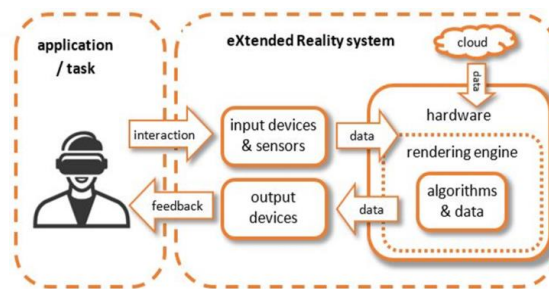 application
/ task
eXtended Reality system
cloud
data
hardware
interaction
input devices
& sensors
data
rendering engine
algorithms
& data
feedback
output
devices
data